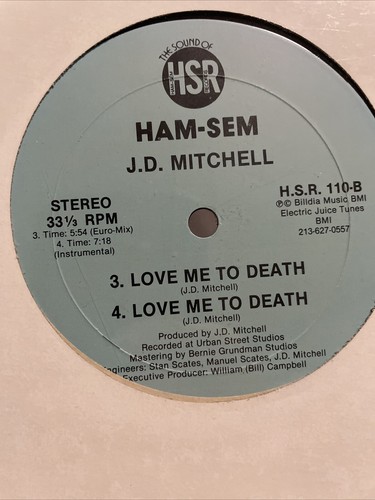 THE SOUND OF
HSR
HAM-SEM
J.D. MITCHELL
STEREO
33⅓ RPM
3. Time: 5:54 (Euro-Mix)
4. Time: 7:18
(Instrumental)
H.S.R. 110-B
℗© Billdia Music BMI
Electric Juice Tunes
BMI
213-627-0557
3. LOVE ME TO DEATH
(J.D. Mitchell)
4. LOVE ME TO DEATH
(J.D. Mitchell)
Produced by J.D. Mitchell
Recorded at Urban Street Studios
Mastering by Bernie Grundman Studios
gineers: Stan Scates, Manuel Scates, J.D. Mitchell
Executive Producer: William (Bill) Campbell